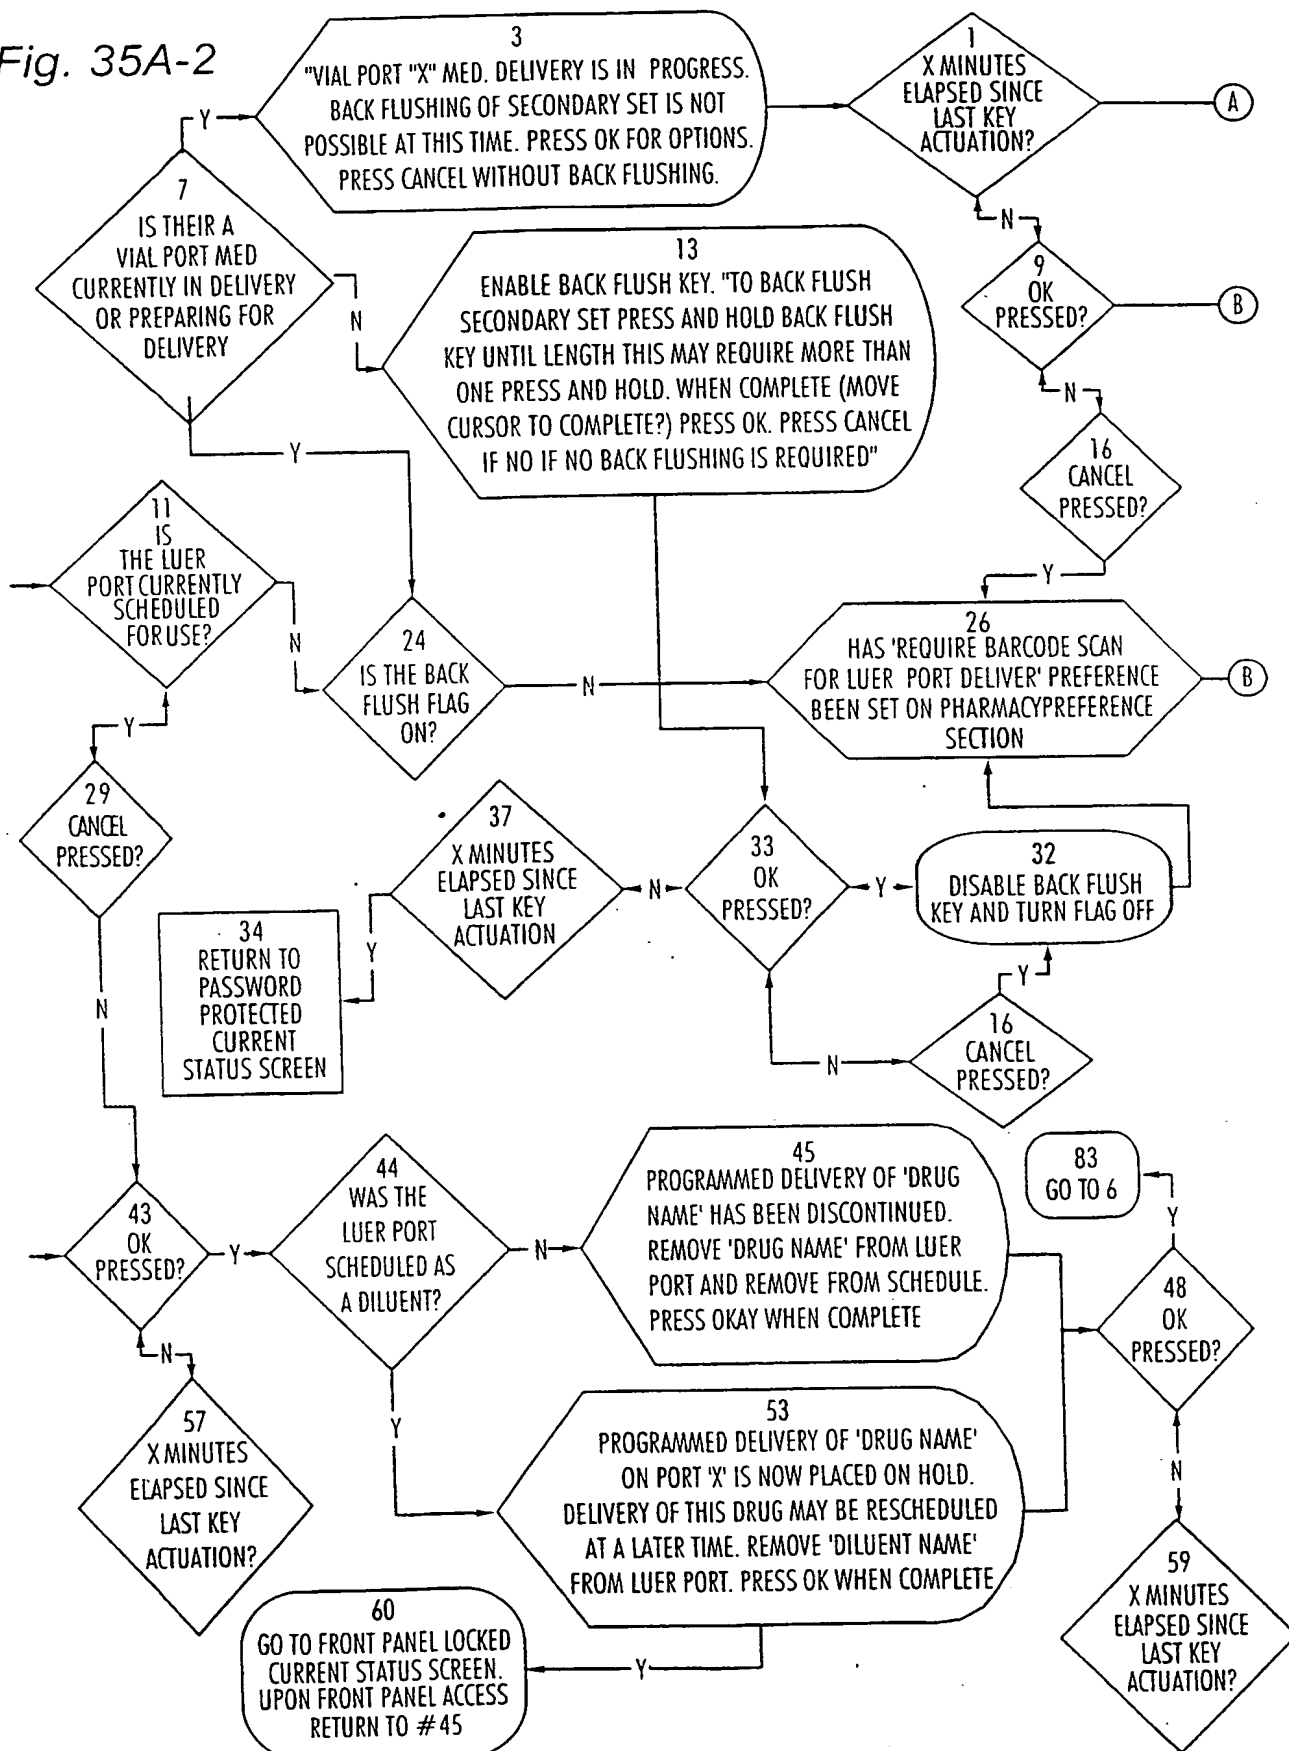 Fig. 35A-2
3
"VIAL PORT "X" MED. DELIVERY IS IN PROGRESS.
BACK FLUSHING OF SECONDARY SET IS NOT
POSSIBLE AT THIS TIME. PRESS OK FOR OPTIONS.
PRESS CANCEL WITHOUT BACK FLUSHING.
1
X MINUTES
ELAPSED SINCE
LAST KEY
ACTUATION?
A
Y
7
IS THEIR A
VIAL PORT MED
CURRENTLY IN DELIVERY
OR PREPARING FOR
DELIVERY
N
N
13
ENABLE BACK FLUSH KEY. "TO BACK FLUSH
SECONDARY SET PRESS AND HOLD BACK FLUSH
KEY UNTIL LENGTH THIS MAY REQUIRE MORE THAN
ONE PRESS AND HOLD. WHEN COMPLETE (MOVE
CURSOR TO COMPLETE?) PRESS OK. PRESS CANCEL
IF NO IF NO BACK FLUSHING IS REQUIRED"
9
OK
PRESSED?
B
N
Y
16
CANCEL
PRESSED?
Y
11
IS
THE LUER
PORT CURRENTLY
SCHEDULED
FOR USE?
N
24
IS THE BACK
FLUSH FLAG
ON?
N
26
HAS 'REQUIRE BARCODE SCAN
FOR LUER PORT DELIVER' PREFERENCE
BEEN SET ON PHARMACYPREFERENCE
SECTION
B
Y
29
CANCEL
PRESSED?
N
37
X MINUTES
ELAPSED SINCE
LAST KEY
ACTUATION
N
33
OK
PRESSED?
Y
32
DISABLE BACK FLUSH
KEY AND TURN FLAG OFF
34
RETURN TO
PASSWORD
PROTECTED
CURRENT
STATUS SCREEN
Y
Y
N
16
CANCEL
PRESSED?
43
OK
PRESSED?
Y
44
WAS THE
LUER PORT
SCHEDULED AS
A DILUENT?
N
45
PROGRAMMED DELIVERY OF 'DRUG
NAME' HAS BEEN DISCONTINUED.
REMOVE 'DRUG NAME' FROM LUER
PORT AND REMOVE FROM SCHEDULE.
PRESS OKAY WHEN COMPLETE
83
GO TO 6
Y
48
OK
PRESSED?
N
N
57
X MINUTES
ELAPSED SINCE
LAST KEY
ACTUATION?
Y
53
PROGRAMMED DELIVERY OF 'DRUG NAME'
ON PORT 'X' IS NOW PLACED ON HOLD.
DELIVERY OF THIS DRUG MAY BE RESCHEDULED
AT A LATER TIME. REMOVE 'DILUENT NAME'
FROM LUER PORT. PRESS OK WHEN COMPLETE
59
X MINUTES
ELAPSED SINCE
LAST KEY
ACTUATION?
60
GO TO FRONT PANEL LOCKED
CURRENT STATUS SCREEN.
UPON FRONT PANEL ACCESS
RETURN TO #45
Y